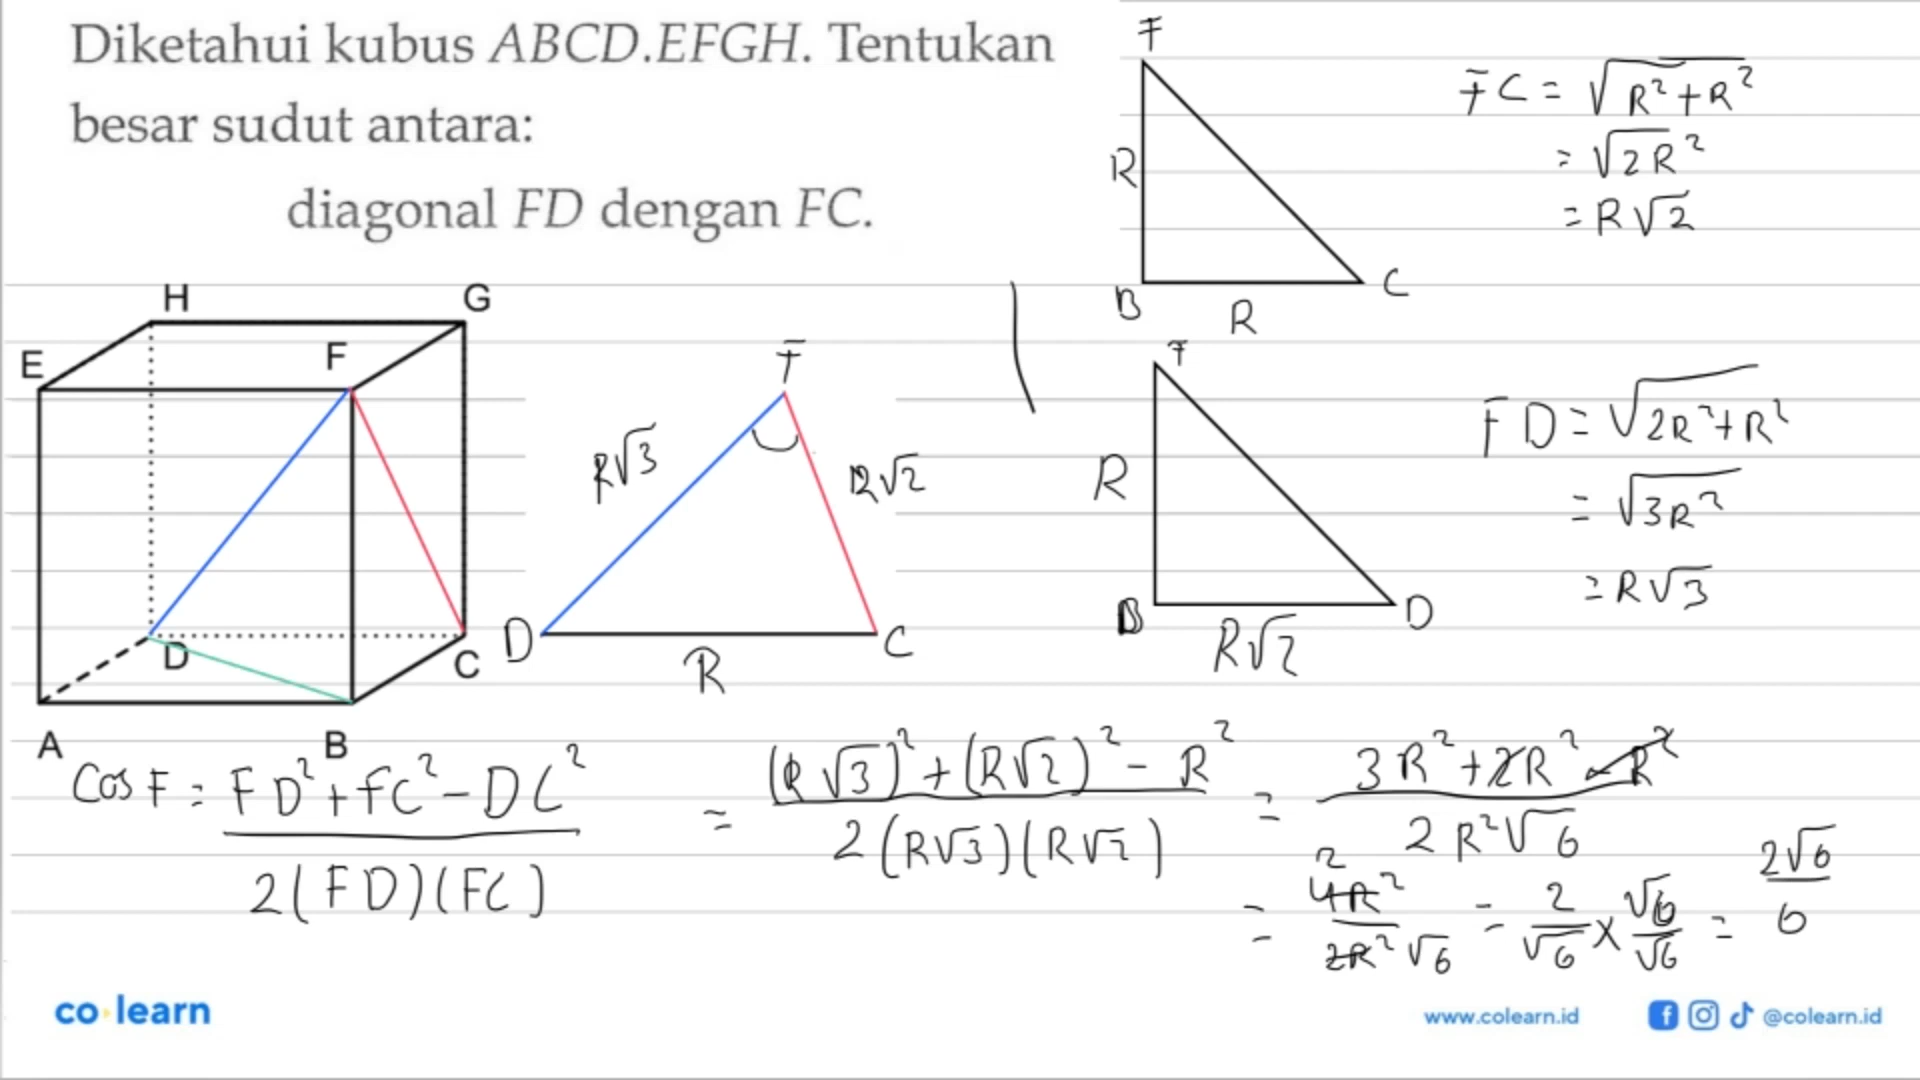 Diketahui kubus ABCD.EFGH. Tentukan
besar sudut antara:
diagonal FD dengan FC.
F
R
B
R
C
FC = √R²+R²
= √2R²
= R√2
H
G
E
F
D
C
A
B
F
R√3
R√2
D
R
C
F
R
B
R√2
D
FD = √2R²+R²
= √3R²
= R√3
Cos F = FD²+FC²-DC² / 2(FD)(FC) = (R√3)²+(R√2)²-R² / 2(R√3)(R√2) = 3R²+2R²-R² / 2R²√6
= 4R² / 2R²√6 = 2/√6 × √6/√6 = 2√6/6
2
co learn
www.colearn.id
@colearn.id